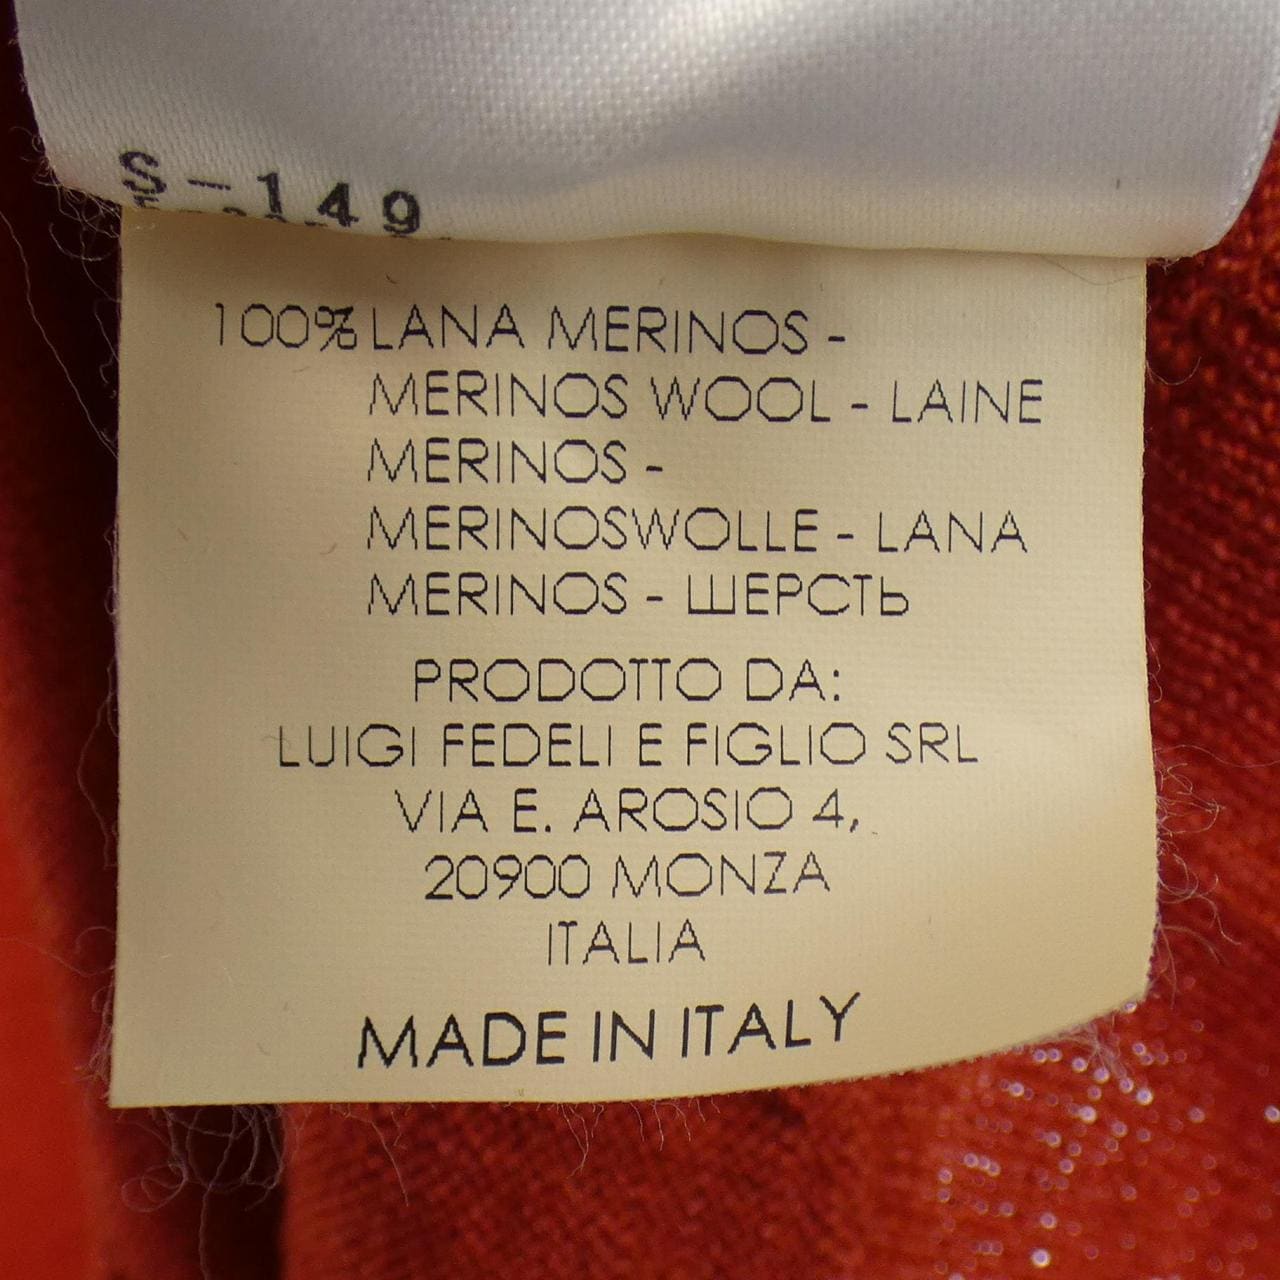 S-149
100% LANA MERINOS -
MERINOS WOOL - LAINE
MERINOS -
MERINOSWOLLE - LANA
MERINOS - ШЕРСТЬ
PRODOTTO DA:
LUIGI FEDELI E FIGLIO SRL
VIA E. AROSIO 4,
20900 MONZA
ITALIA
MADE IN ITALY